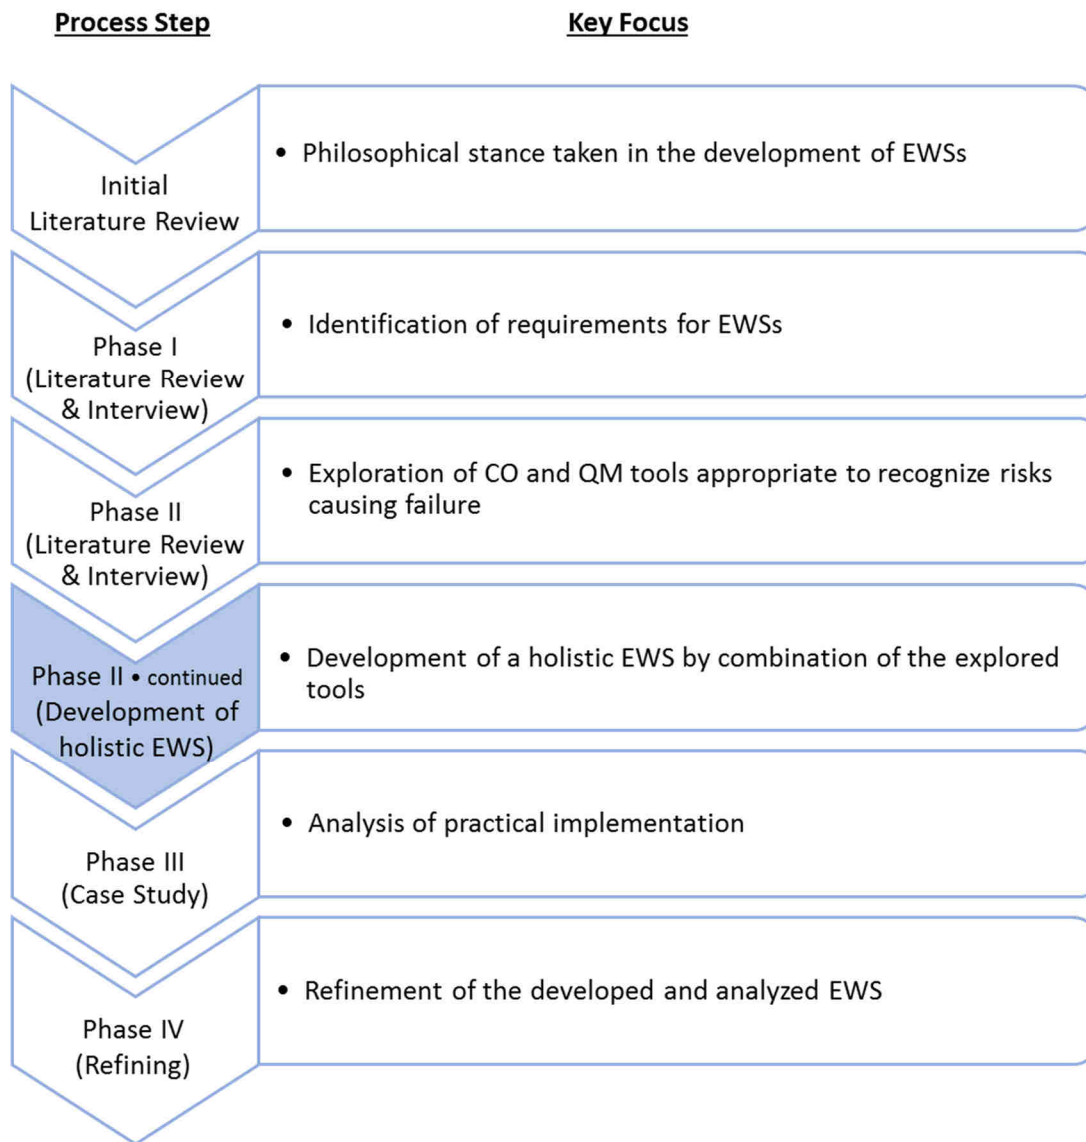 Process Step
Key Focus
Initial
Literature Review
• Philosophical stance taken in the development of EWSs
Phase I
(Literature Review
& Interview)
• Identification of requirements for EWSs
Phase II
(Literature Review
& Interview)
• Exploration of CO and QM tools appropriate to recognize risks
causing failure
Phase II • continued
(Development of
holistic EWS)
• Development of a holistic EWS by combination of the explored
tools
Phase III
(Case Study)
• Analysis of practical implementation
Phase IV
(Refining)
• Refinement of the developed and analyzed EWS